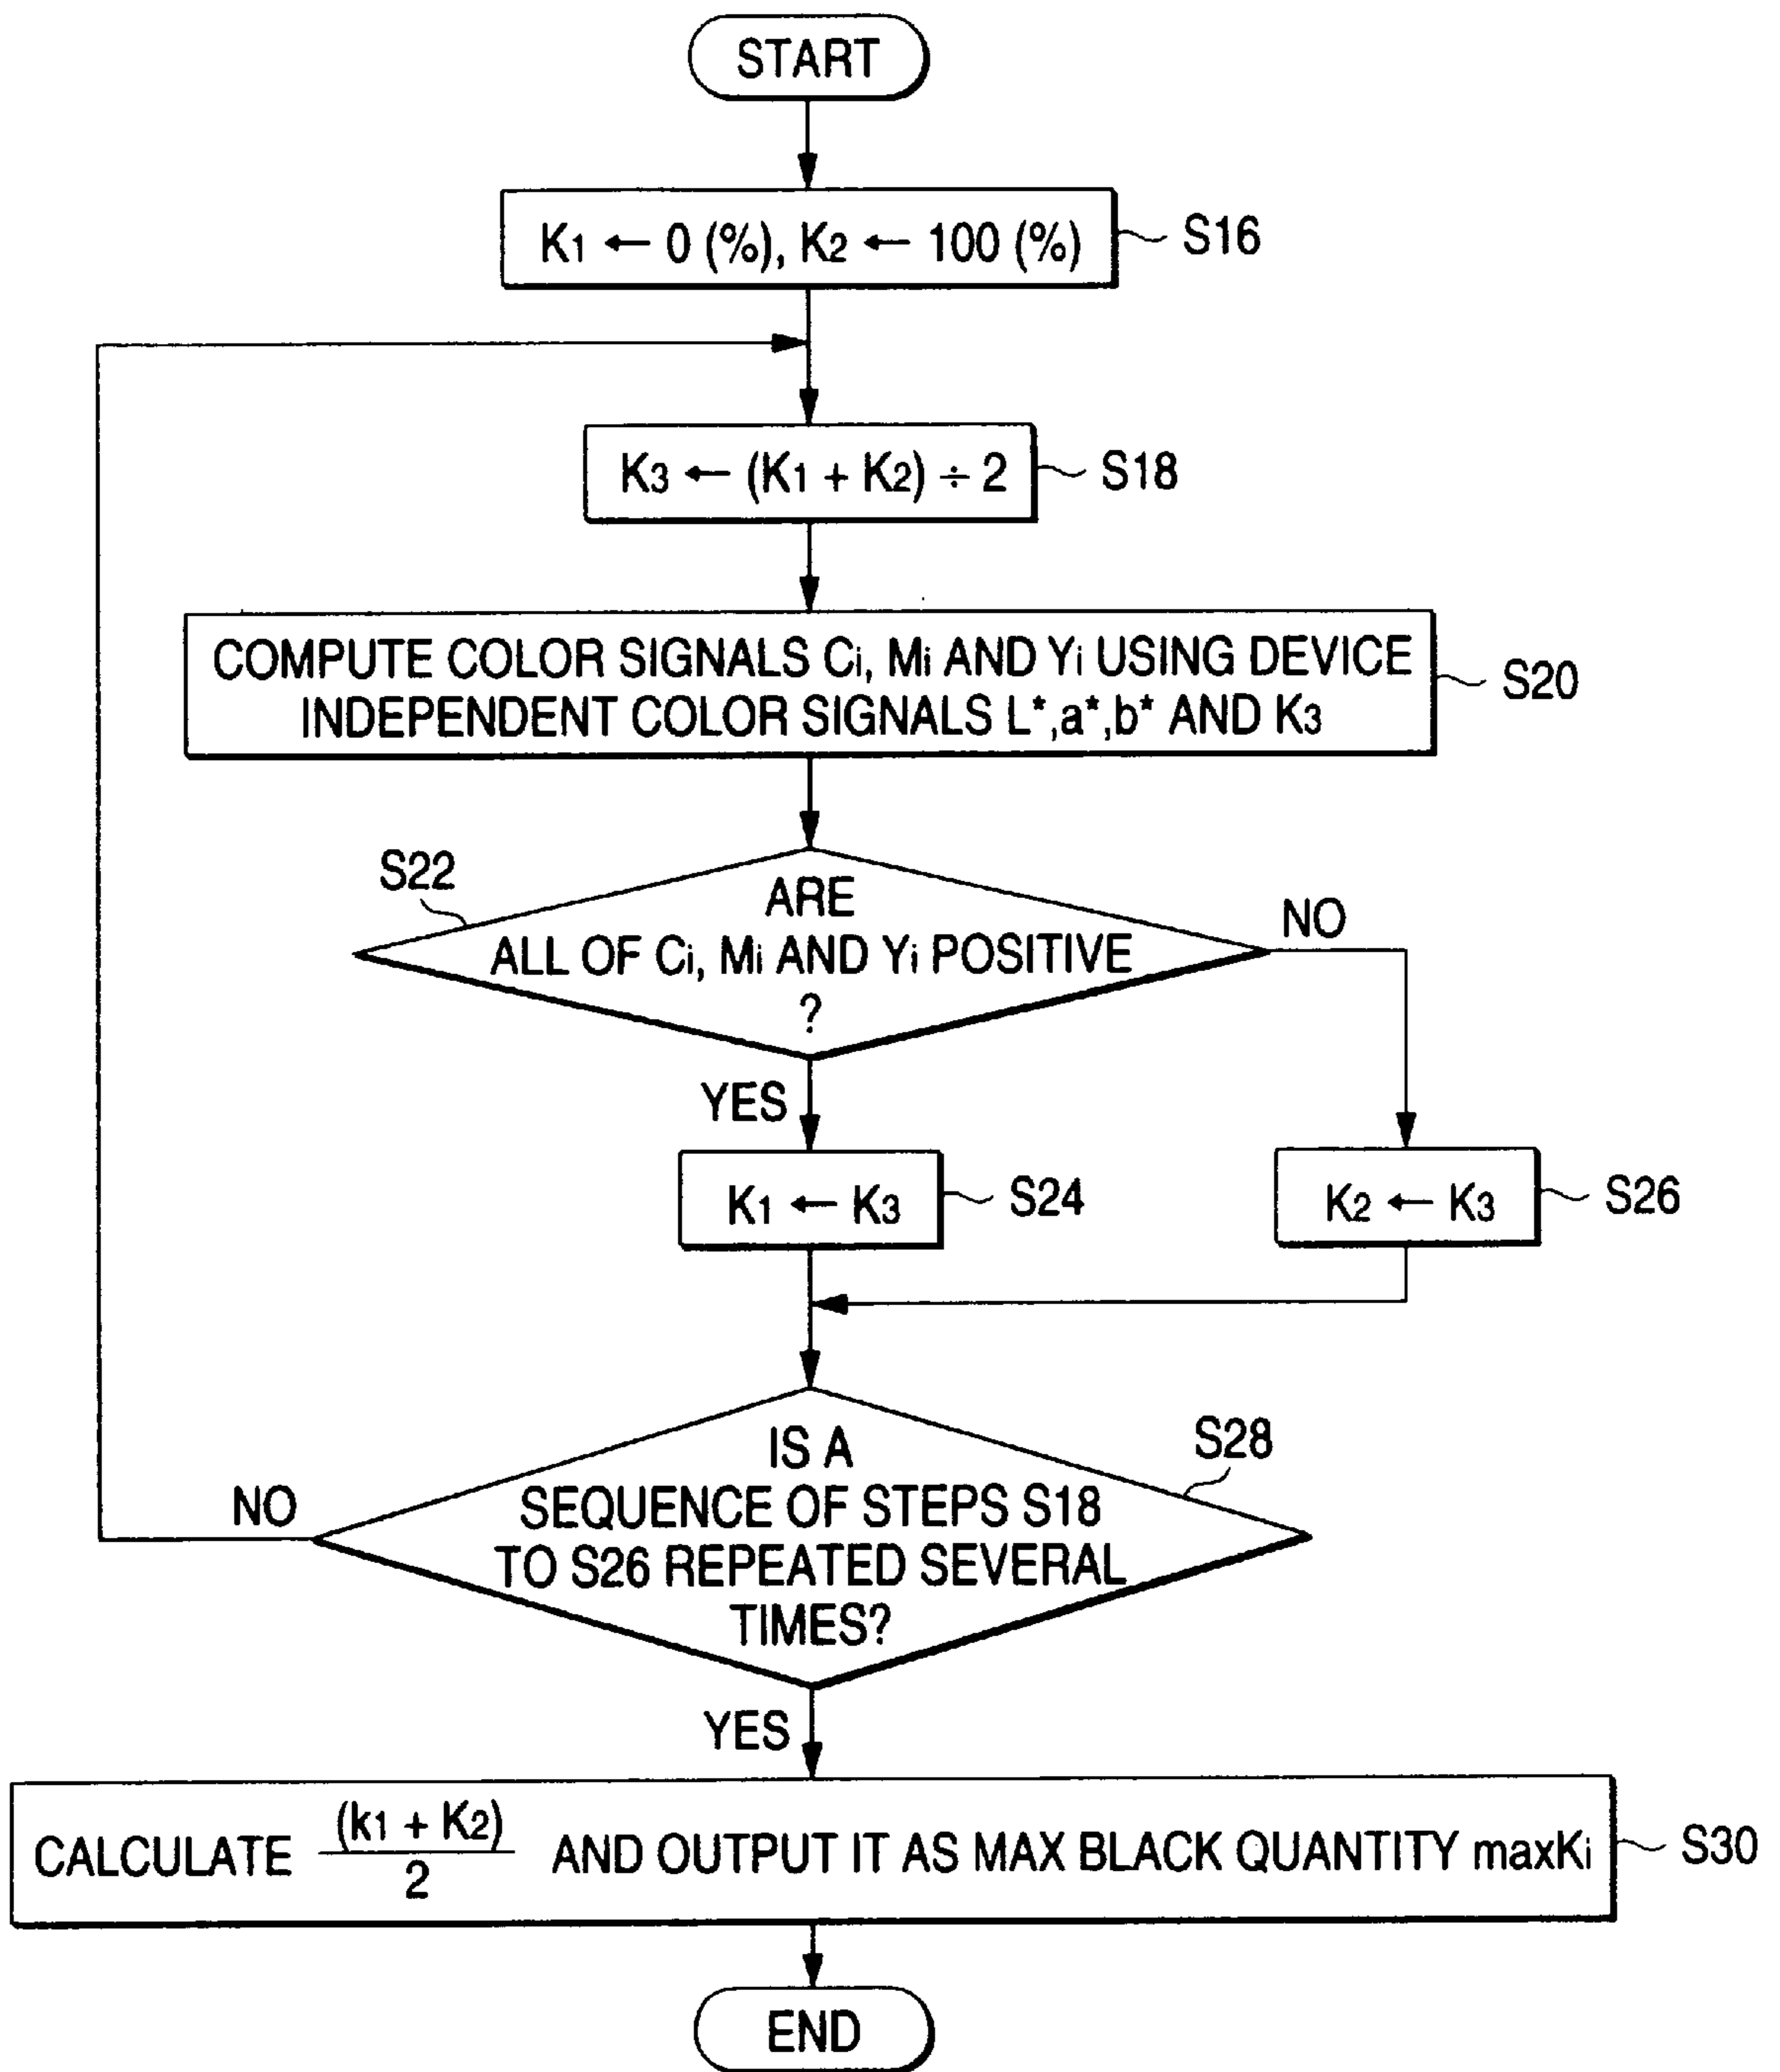 START
K1 ← 0 (%), K2 ← 100 (%)
S16
K3 ← (K1 + K2) ÷ 2
S18
COMPUTE COLOR SIGNALS Ci, Mi AND Yi USING DEVICE
INDEPENDENT COLOR SIGNALS L*,a*,b* AND K3
S20
S22
ARE
ALL OF Ci, Mi AND Yi POSITIVE
?
NO
YES
K1 ← K3
S24
K2 ← K3
S26
IS A
SEQUENCE OF STEPS S18
TO S26 REPEATED SEVERAL
TIMES?
S28
NO
YES
CALCULATE (k1 + K2)/2 AND OUTPUT IT AS MAX BLACK QUANTITY maxKi
S30
END